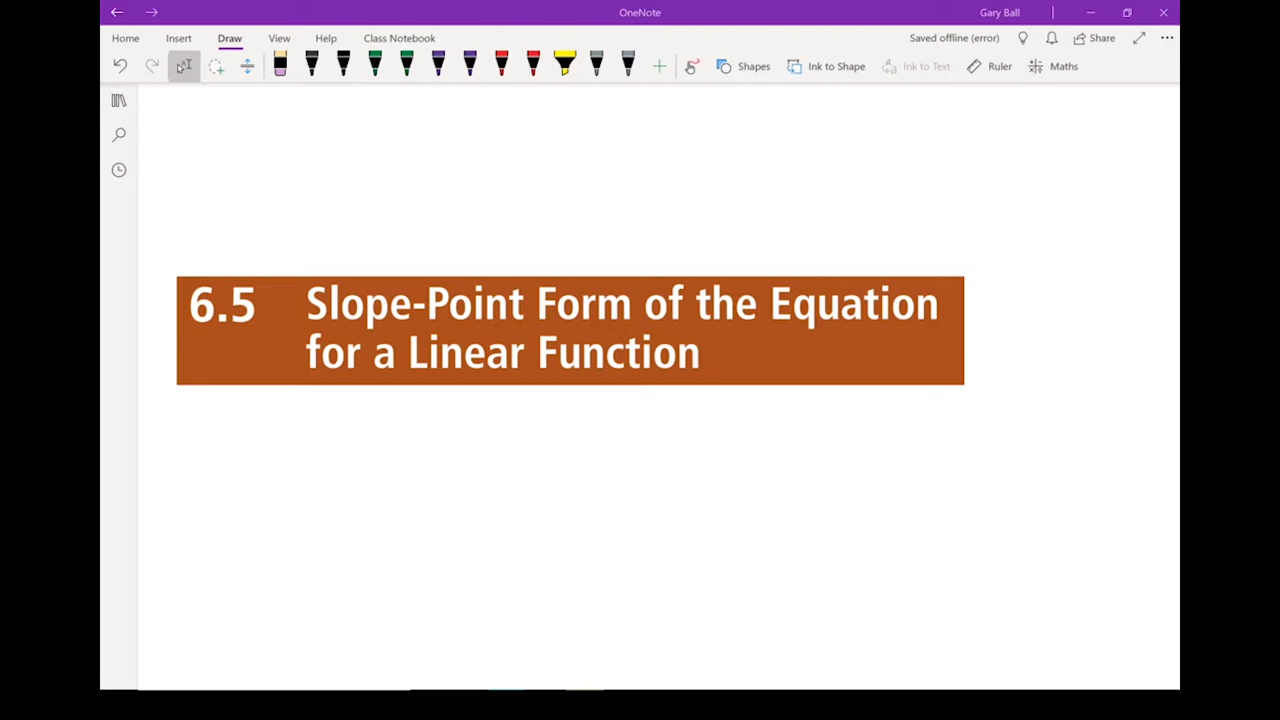 OneNote
Gary Ball
Home Insert Draw View Help Class Notebook
Saved offline (error) Share
Shapes Ink to Shape Ink to Text Ruler Maths
6.5 Slope-Point Form of the Equation
for a Linear Function